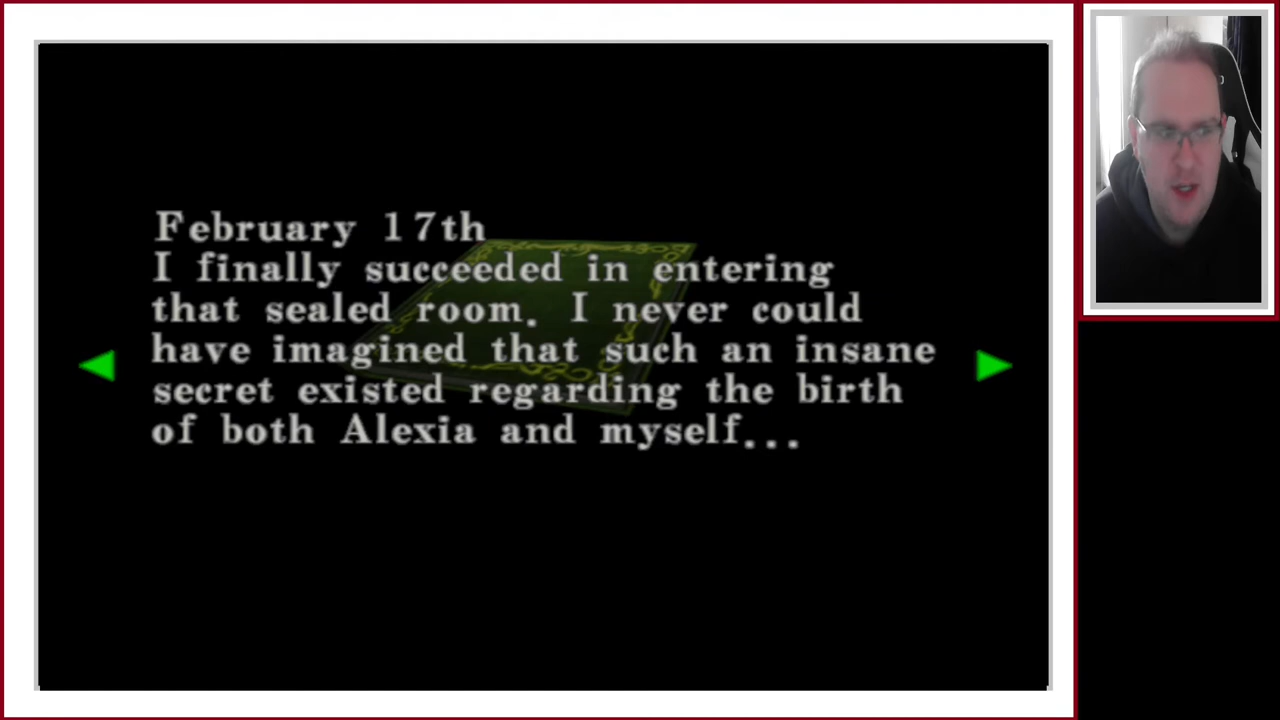 February 17th
I finally succeeded in entering
that sealed room. I never could
have imagined that such an insane
secret existed regarding the birth
of both Alexia and myself...